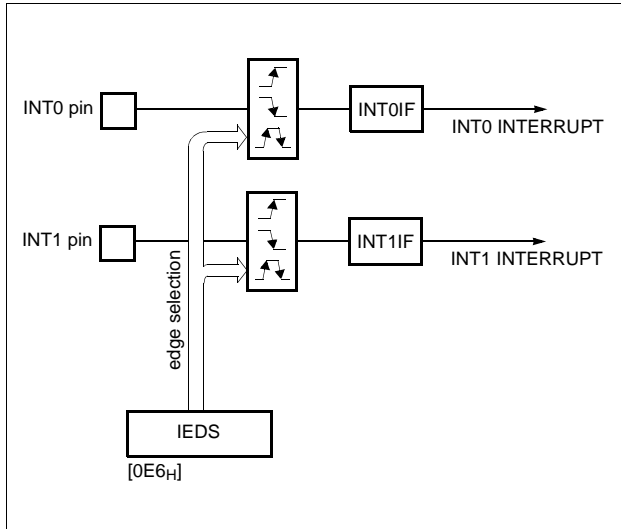 INT0 pin
INT0IF
INT0 INTERRUPT
INT1 pin
INT1IF
INT1 INTERRUPT
edge selection
IEDS
[0E6H]